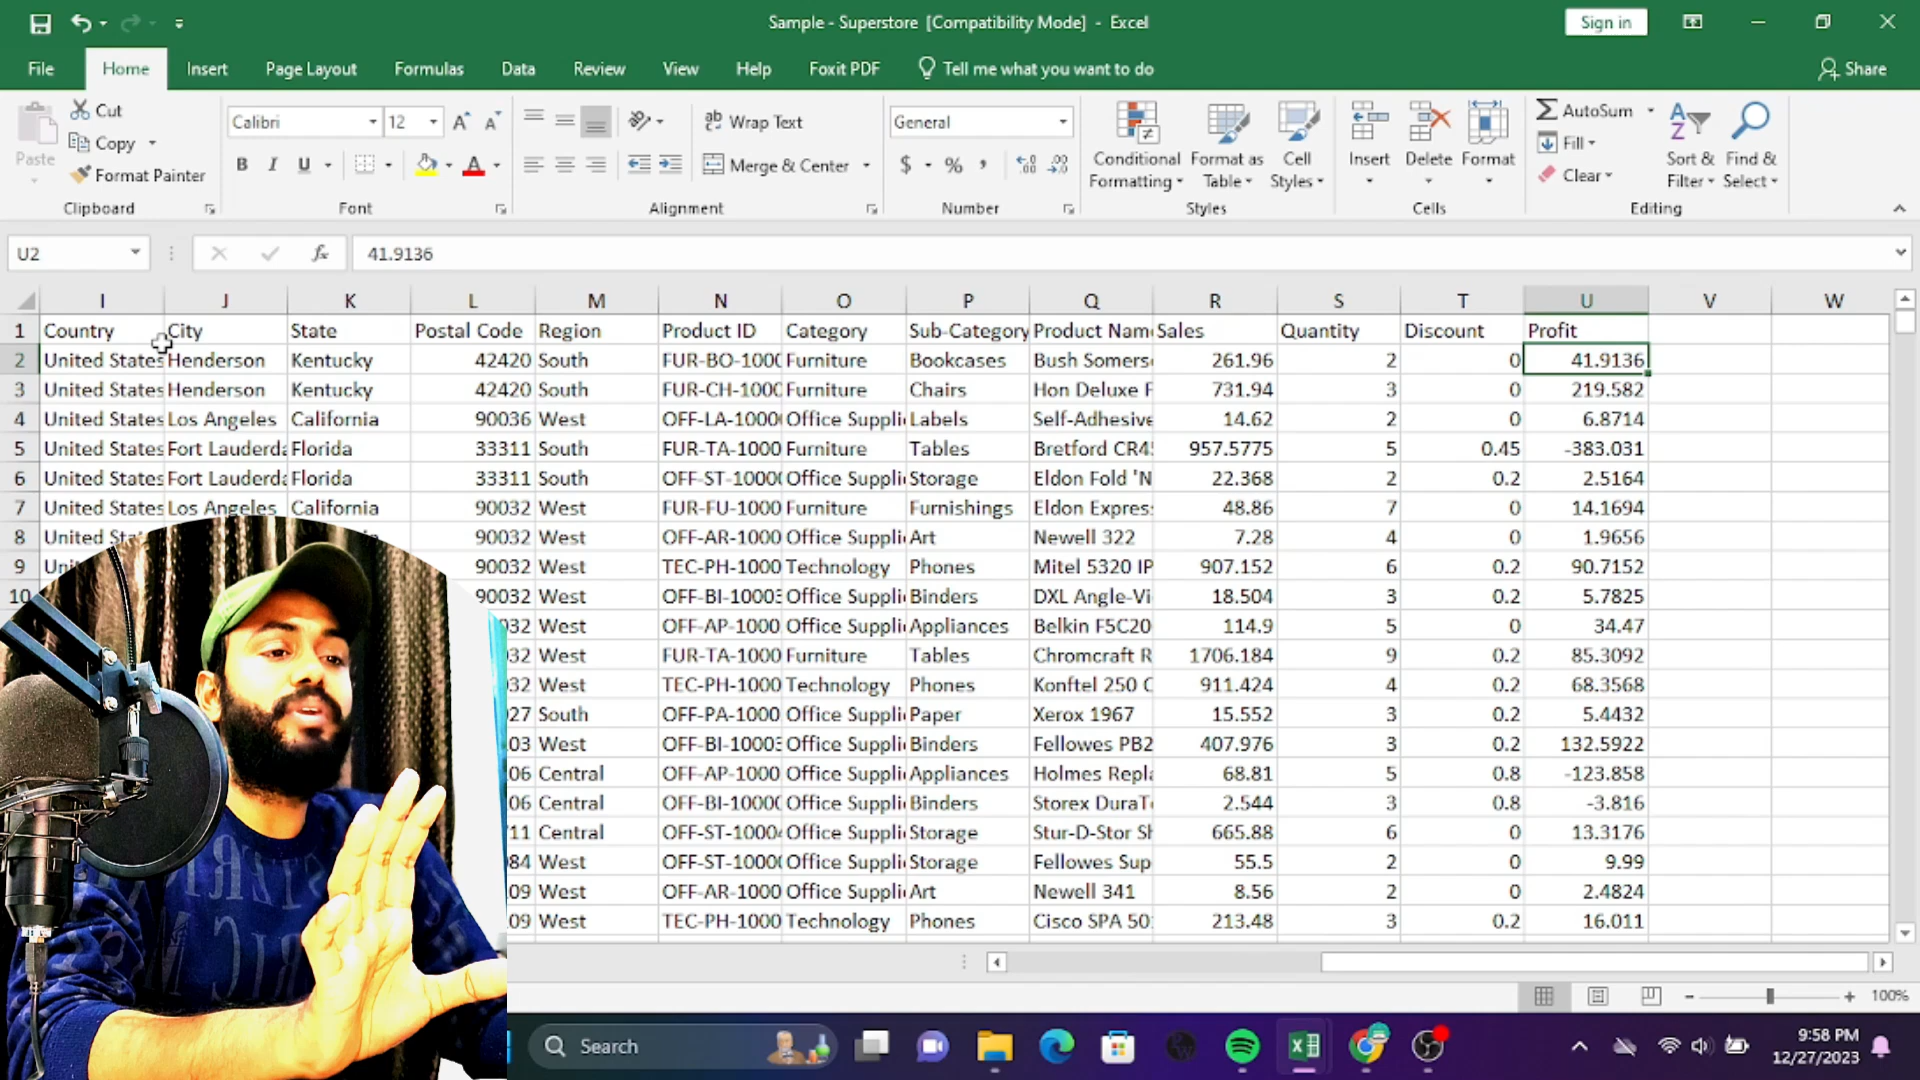 Sample - Superstore [Compatibility Mode] - Excel
Sign in
File Home Insert Page Layout Formulas Data Review View Help Foxit PDF Tell me what you want to do Share
Paste Cut Copy Format Painter
Calibri 12
B I U A
Wrap Text
Merge & Center
General
$ % ,
Conditional Formatting Format as Table Cell Styles
Insert Delete Format
AutoSum Fill Clear
Sort & Filter Find & Select
Clipboard Font Alignment Number Styles Cells Editing
U2 fx 41.9136
I J K L M N O P Q R S T U V W
1 Country City State Postal Code Region Product ID Category Sub-Category Product Nam Sales Quantity Discount Profit
2 United States Henderson Kentucky 42420 South FUR-BO-1000 Furniture Bookcases Bush Somers 261.96 2 0 41.9136
3 United States Henderson Kentucky 42420 South FUR-CH-1000 Furniture Chairs Hon Deluxe F 731.94 3 0 219.582
4 United States Los Angeles California 90036 West OFF-LA-1000 Office Suppli Labels Self-Adhesive 14.62 2 0 6.8714
5 United States Fort Lauderda Florida 33311 South FUR-TA-1000 Furniture Tables Bretford CR4 957.5775 5 0.45 -383.031
6 United States Fort Lauderda Florida 33311 South OFF-ST-1000 Office Suppli Storage Eldon Fold 'N 22.368 2 0.2 2.5164
7 United States Los Angeles California 90032 West FUR-FU-1000 Furniture Furnishings Eldon Expres 48.86 7 0 14.1694
8 United 90032 West OFF-AR-1000 Office Suppli Art Newell 322 7.28 4 0 1.9656
9 90032 West TEC-PH-1000 Technology Phones Mitel 5320 IP 907.152 6 0.2 90.7152
10 90032 West OFF-BI-1000 Office Suppli Binders DXL Angle-Vi 18.504 3 0.2 5.7825
032 West OFF-AP-1000 Office Suppli Appliances Belkin F5C20 114.9 5 0 34.47
032 West FUR-TA-1000 Furniture Tables Chromcraft R 1706.184 9 0.2 85.3092
032 West TEC-PH-1000 Technology Phones Konftel 250 C 911.424 4 0.2 68.3568
27 South OFF-PA-1000 Office Suppli Paper Xerox 1967 15.552 3 0.2 5.4432
103 West OFF-BI-1000 Office Suppli Binders Fellowes PB2 407.976 3 0.2 132.5922
06 Central OFF-AP-1000 Office Suppli Appliances Holmes Repla 68.81 5 0.8 -123.858
06 Central OFF-BI-1000 Office Suppli Binders Storex DuraT 2.544 3 0.8 -3.816
711 Central OFF-ST-1000 Office Suppli Storage Stur-D-Stor Sh 665.88 6 0 13.3176
84 West OFF-ST-1000 Office Suppli Storage Fellowes Sup 55.5 2 0 9.99
09 West OFF-AR-1000 Office Suppli Art Newell 341 8.56 2 0 2.4824
09 West TEC-PH-1000 Technology Phones Cisco SPA 50 213.48 3 0.2 16.011
100%
Search
9:58 PM
12/27/2023